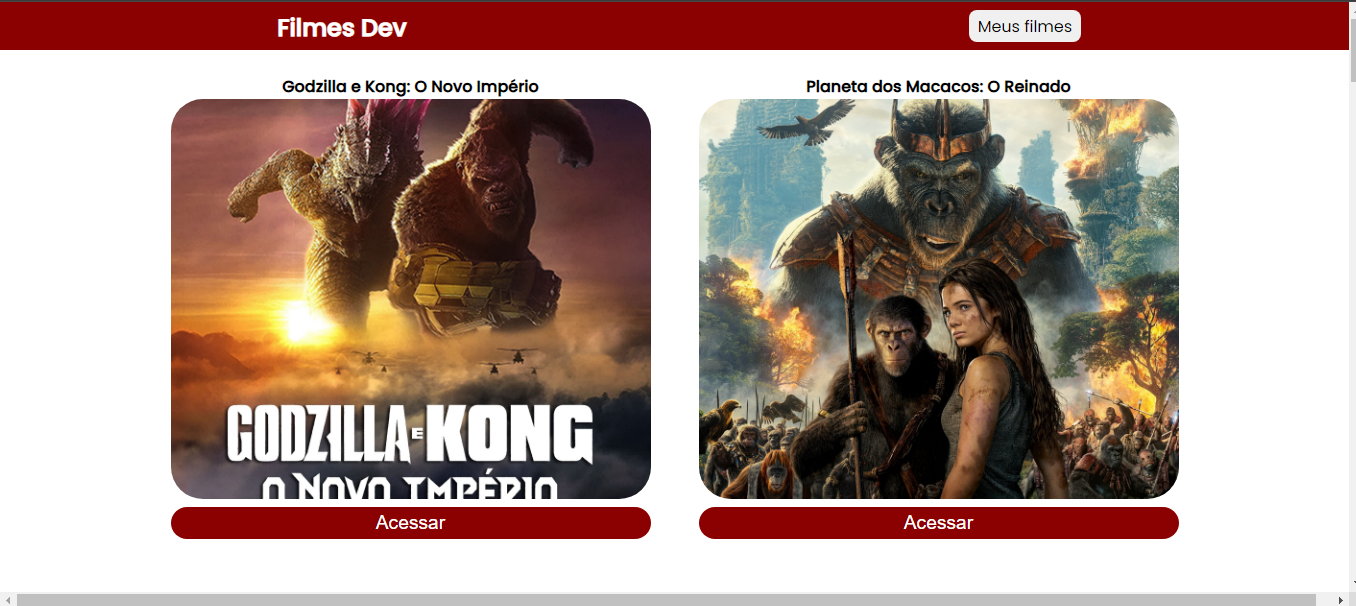 Filmes Dev
Meus filmes
Godzilla e Kong: O Novo Império
Planeta dos Macacos: O Reinado
GODZILLA E KONG
O NOVO IMPÉRIO
Acessar
Acessar